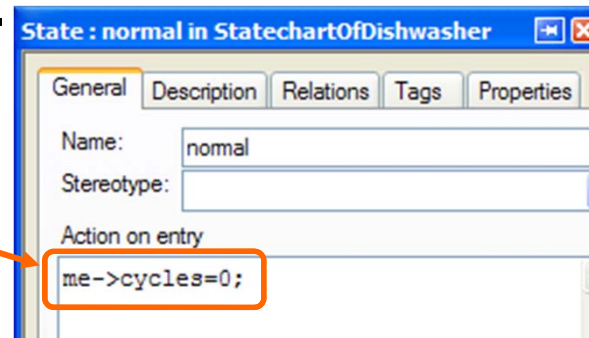 State : normal in StatechartOfDishwasher
General Description Relations Tags Properties
Name: normal
Stereotype:
Action on entry
me->cycles=0;